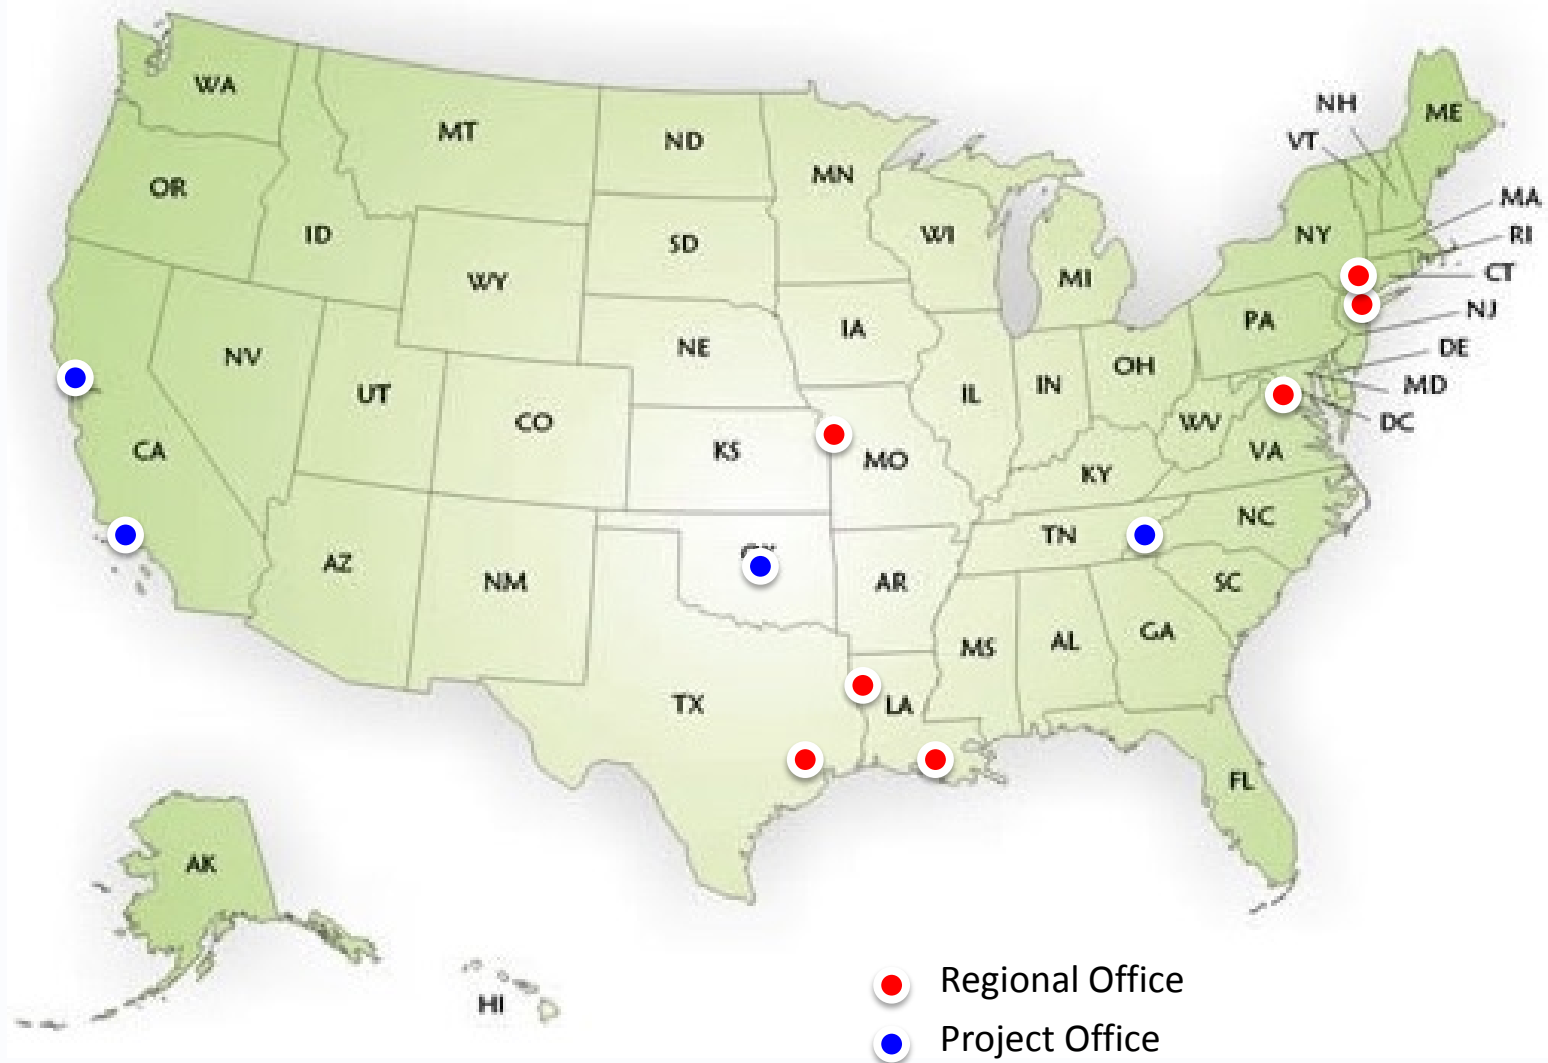 WA
MT
ND
MN
NH
ME
VT
OR
ID
SD
WI
MI
NY
MA
RI
CT
WY
NJ
PA
IA
NE
NV
UT
CO
IL
IN
OH
DE
MD
DC
WV
VA
CA
KS
MO
KY
NC
TN
AZ
NM
AR
SC
GA
AL
MS
TX
LA
FL
AK
HI
Regional Office
Project Office